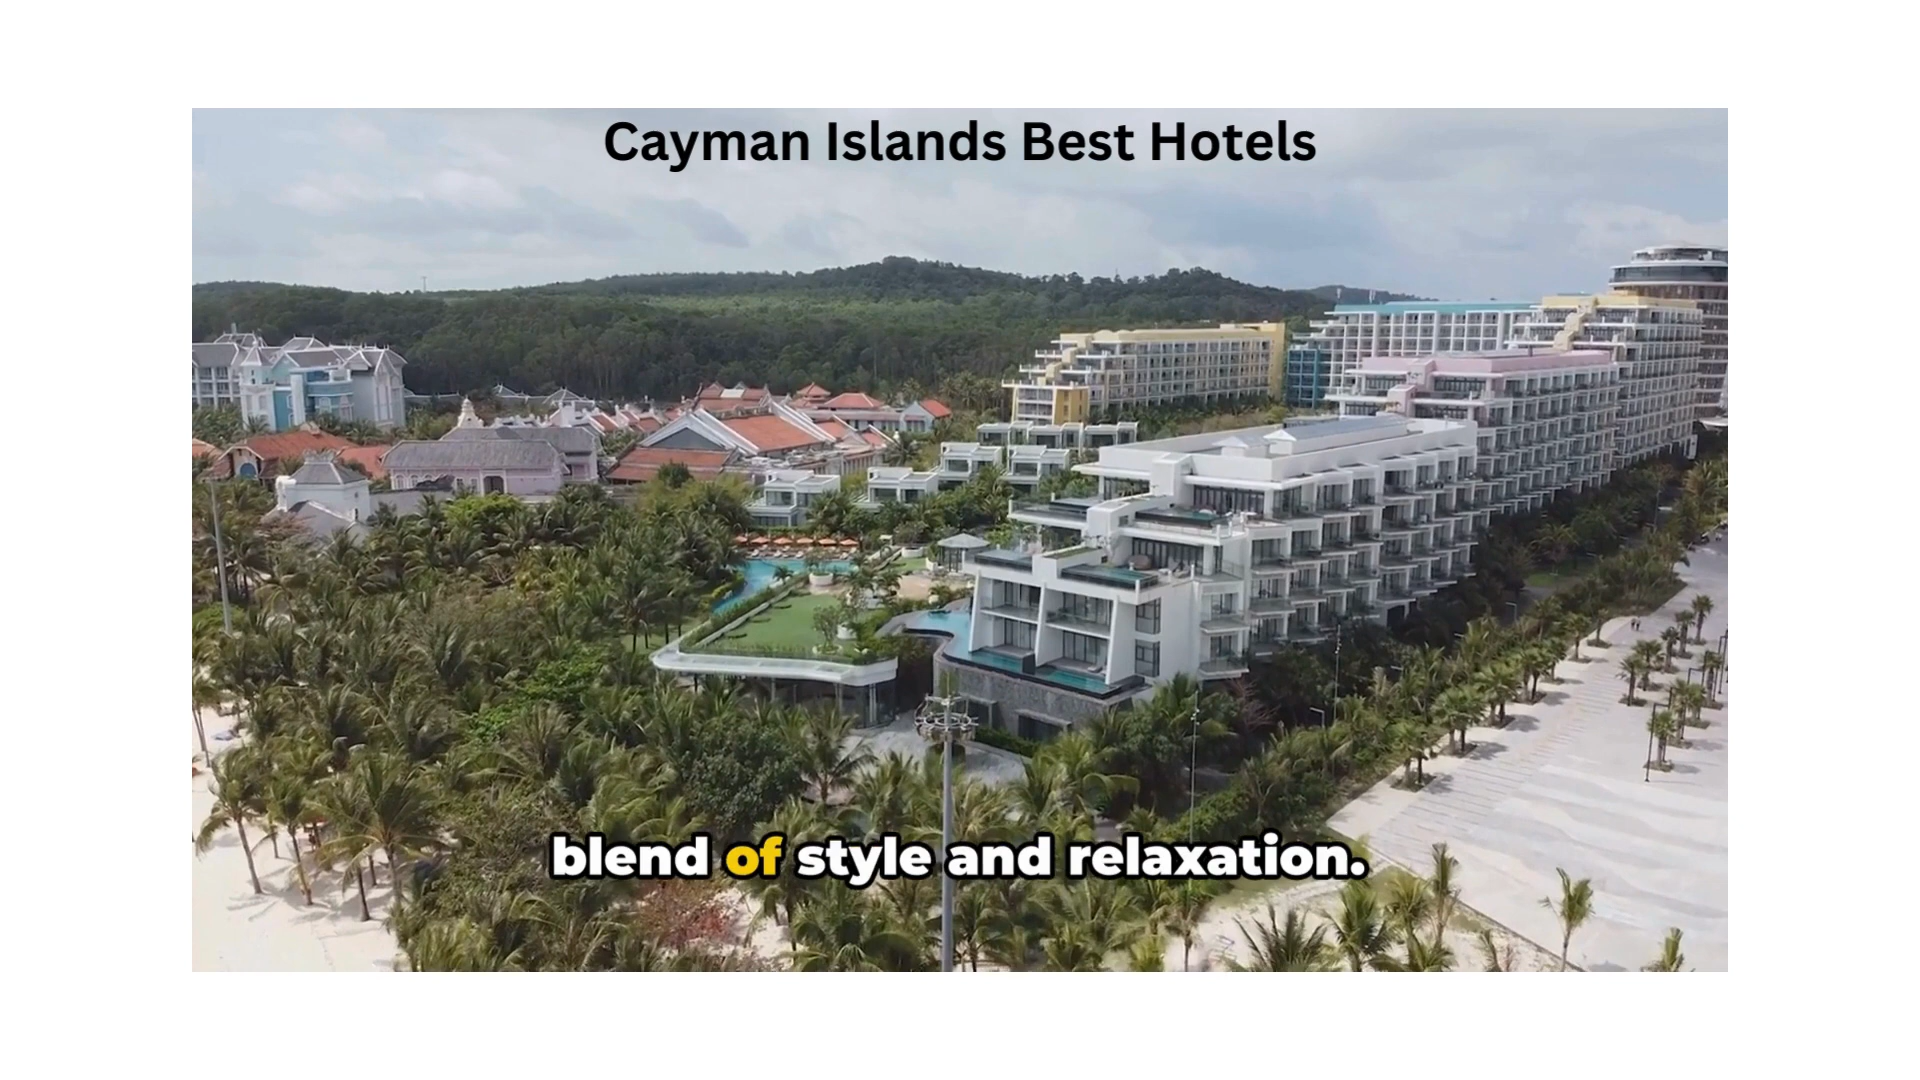 Cayman Islands Best Hotels
blend of style and relaxation.